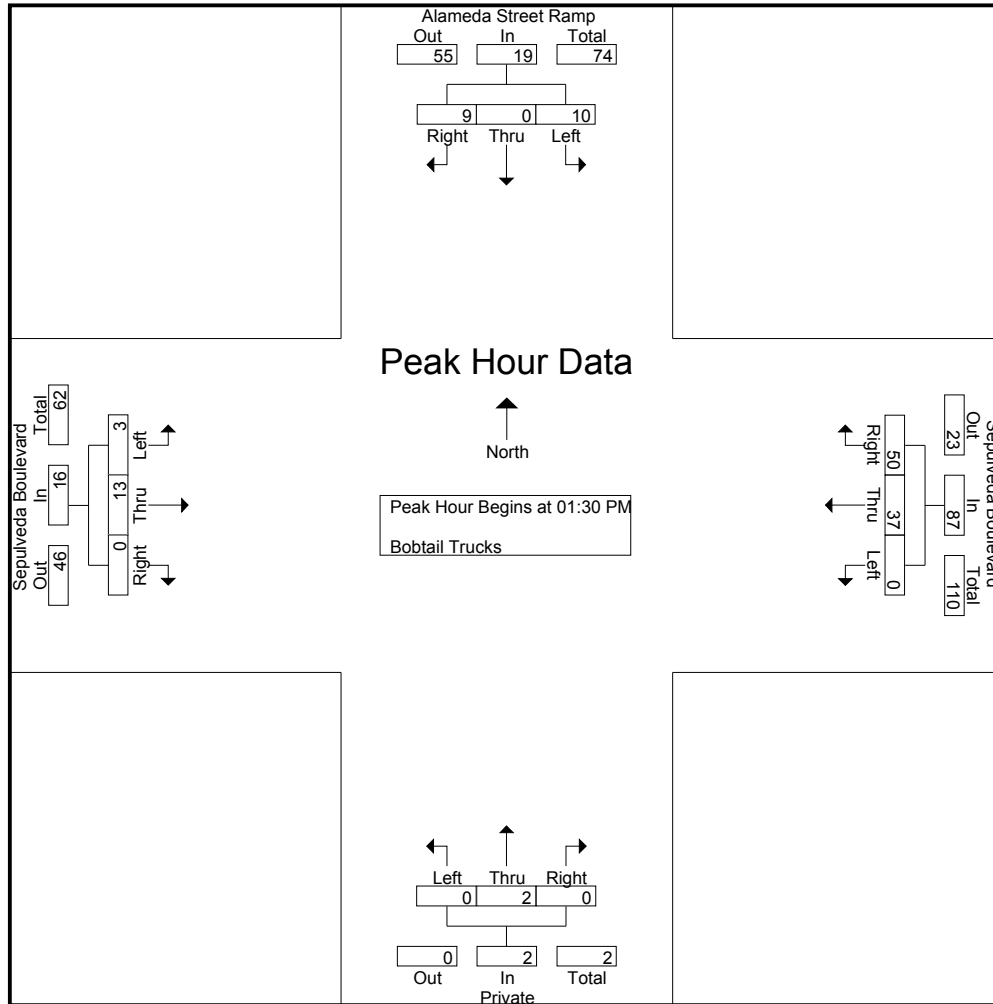 Alameda Street Ramp
Out In Total
55 19 74
9 0 10
Right Thru Left
Peak Hour Data
North
Peak Hour Begins at 01:30 PM
Bobtail Trucks
Sepulveda Boulevard
Total In Out
62 16 46
3 13 0
Left Thru Right
Sepulveda Boulevard
Out In Total
23 87 110
50 37 0
Right Thru Left
Left Thru Right
0 2 0
0 2 2
Out In Total
Private